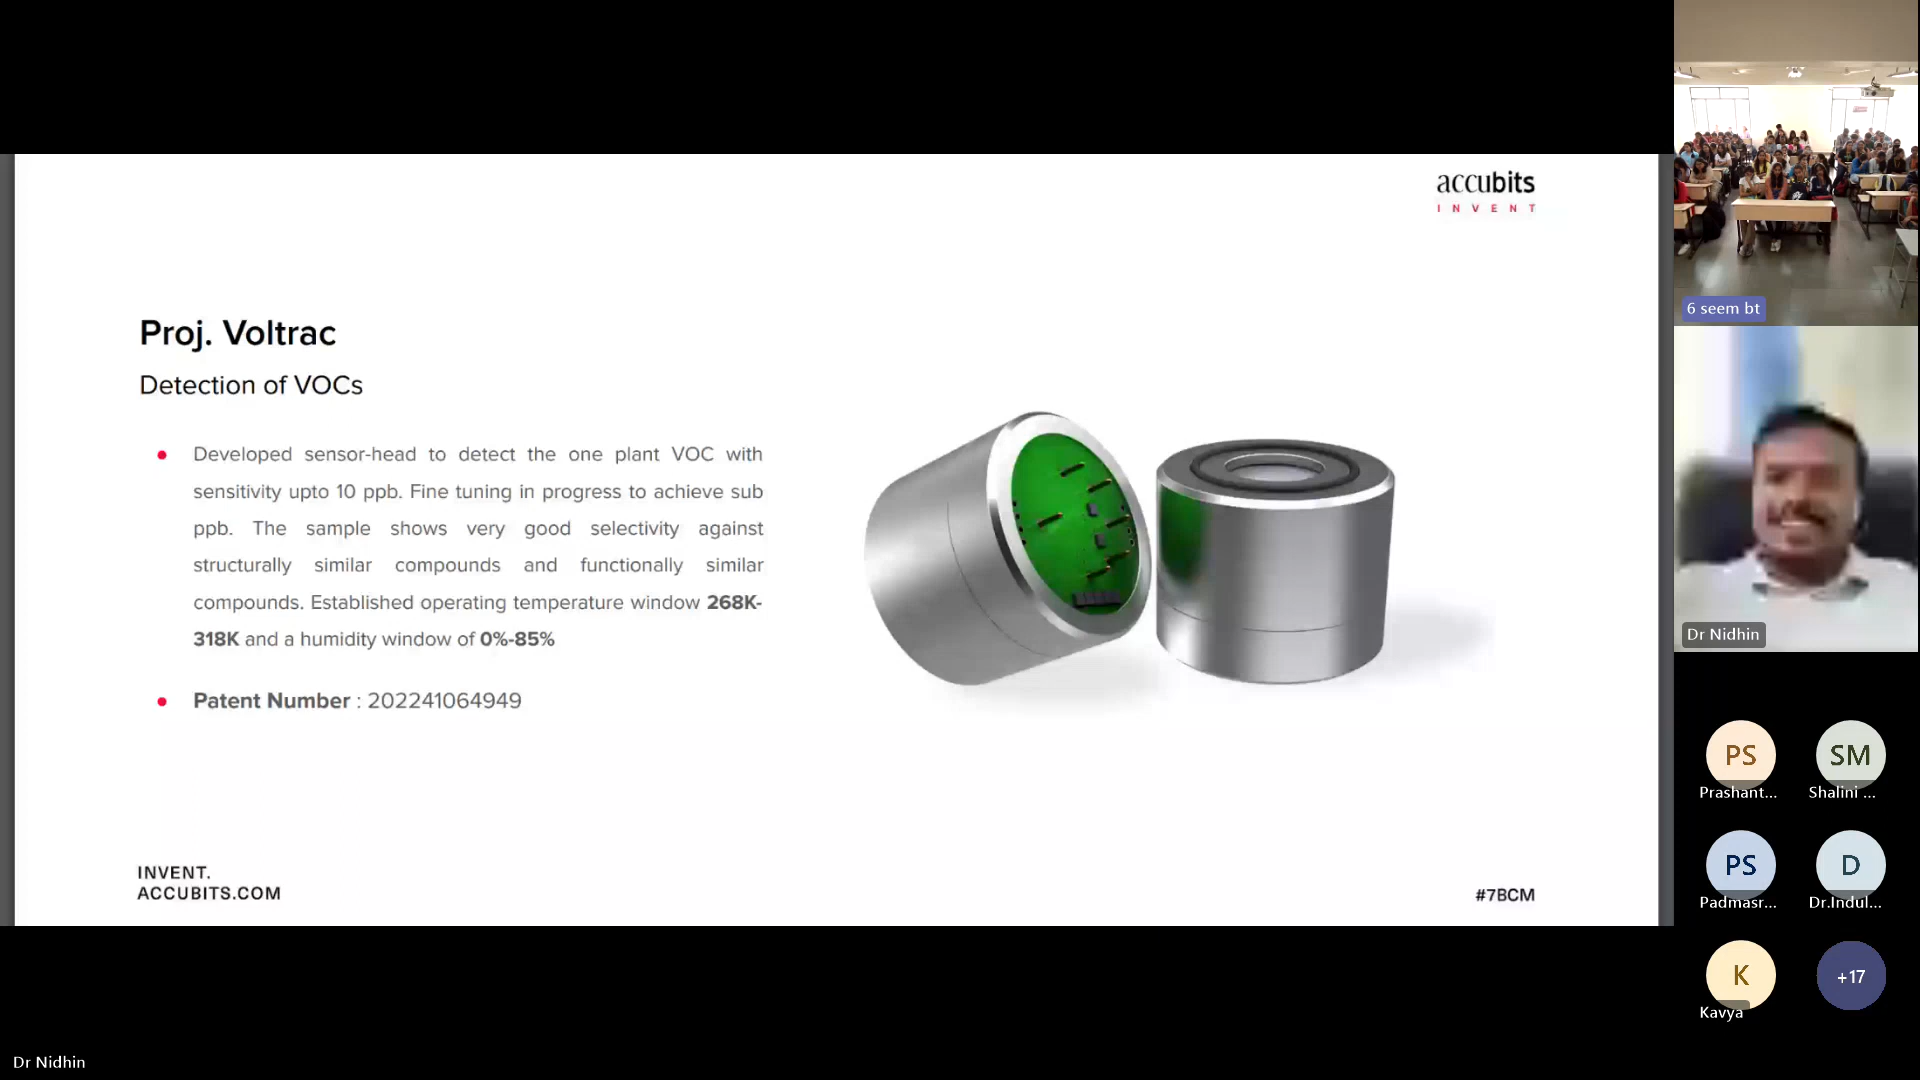 accubits
INVENT
Proj. Voltrac
Detection of VOCs
Developed sensor-head to detect the one plant VOC with
sensitivity upto 10 ppb. Fine tuning in progress to achieve sub
ppb. The sample shows very good selectivity against
structurally similar compounds and functionally similar
compounds. Established operating temperature window 268K-
318K and a humidity window of 0%-85%
Patent Number : 202241064949
INVENT.
ACCUBITS.COM
#7BCM
6 seem bt
Dr Nidhin
PS
Prashant...
SM
Shalini ...
PS
Padmasr...
D
Dr.Indul...
K
Kavya
+17
Dr Nidhin